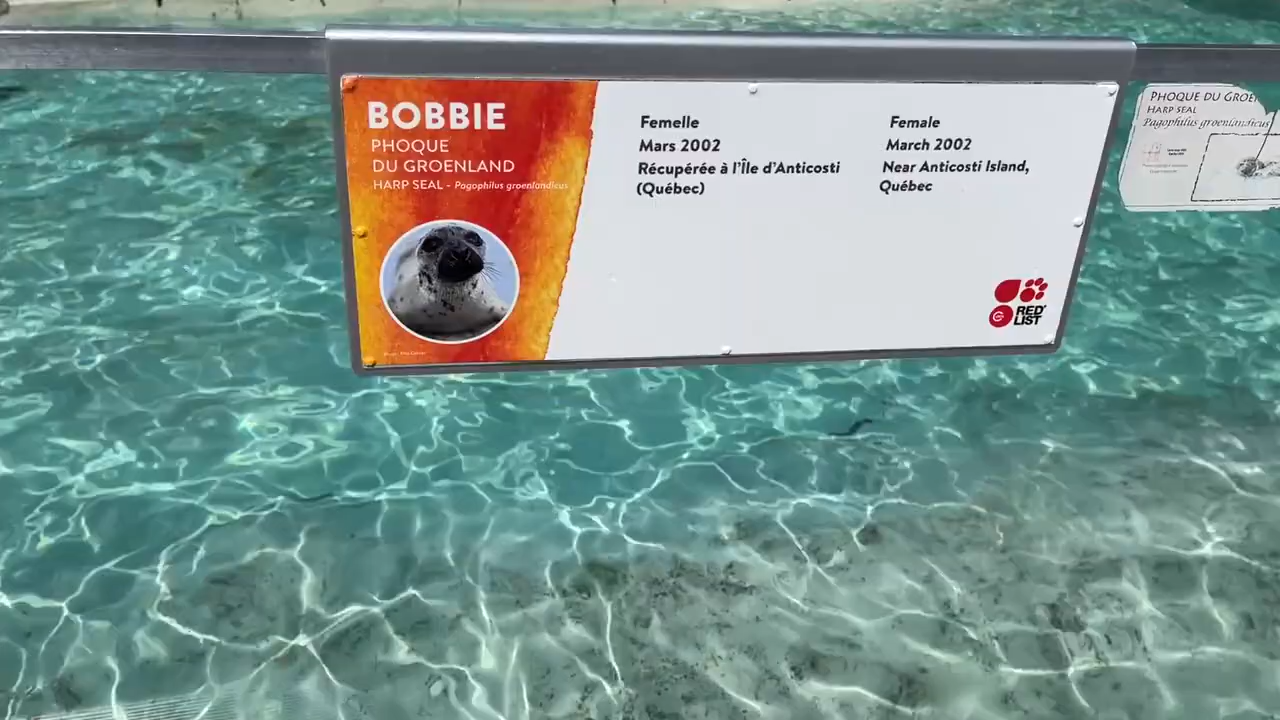 BOBBIE
PHOQUE
DU GROENLAND
HARP SEAL - Pagophilus groenlandicus
Femelle
Mars 2002
Récupérée à l'Île d'Anticosti
(Québec)
Female
March 2002
Near Anticosti Island,
Québec
RED
LIST
PHOQUE DU
HARP SEAL
Pagophilus groenlandicus